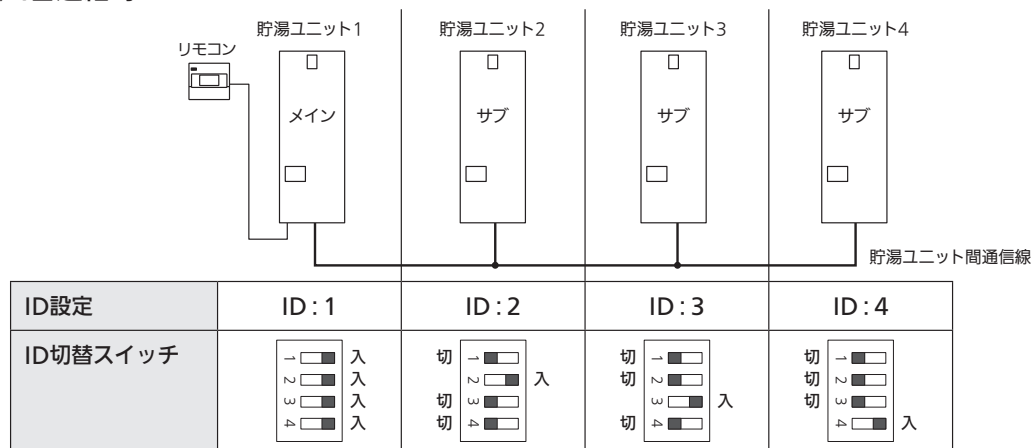 貯湯ユニット1
貯湯ユニット2
貯湯ユニット3
貯湯ユニット4
リモコン
メイン
サブ
サブ
サブ
貯湯ユニット間通信線
ID設定
ID:1
ID:2
ID:3
ID:4
ID切替スイッチ
1 入
2 入
3 入
4 入
切 1
2 入
切 3
切 4
切 1
切 2
3 入
切 4
切 1
切 2
切 3
4 入